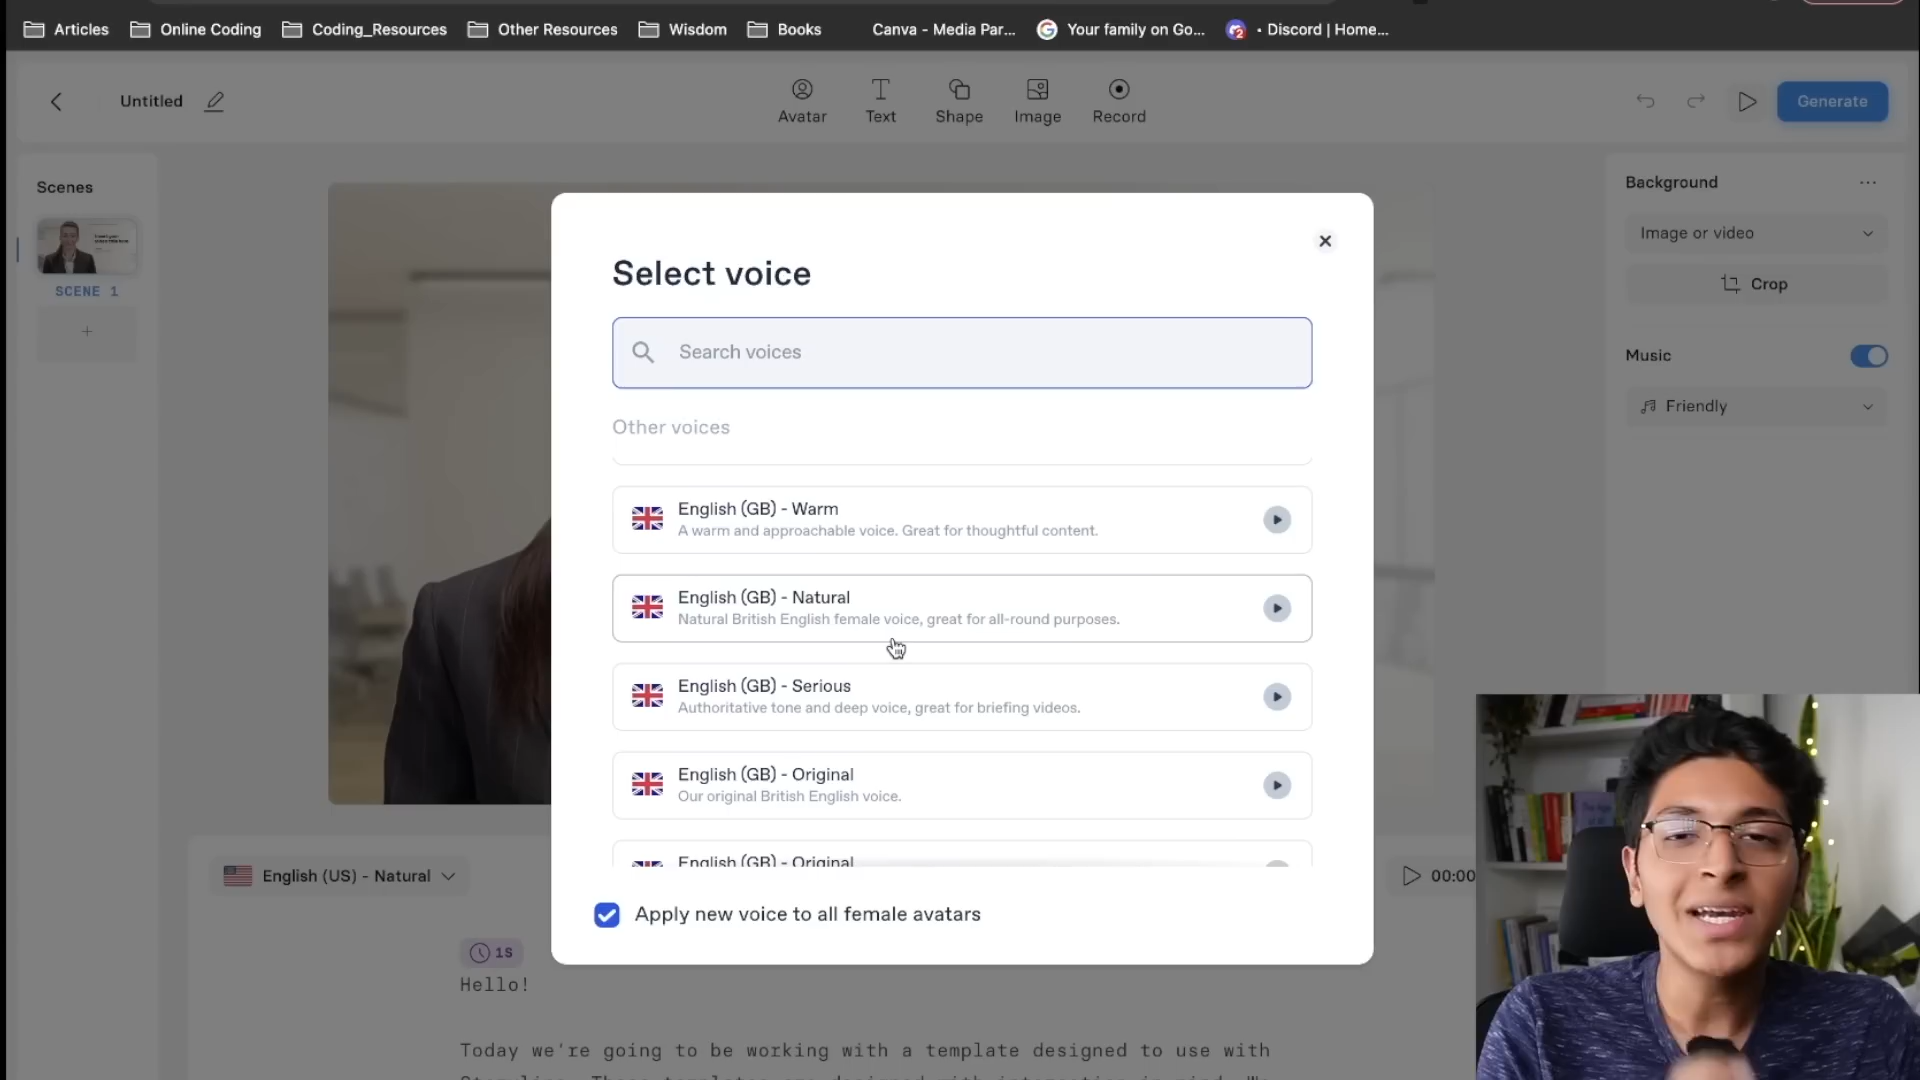 Articles
Online Coding
Coding_Resources
Other Resources
Wisdom
Books
Canva - Media Par...
Your family on Go...
• Discord | Home...
Untitled
Avatar
Text
Shape
Image
Record
Generate
Scenes
SCENE 1
+
Background
...
Image or video
Crop
Music
Friendly
Select voice
Search voices
Other voices
English (GB) - Warm
A warm and approachable voice. Great for thoughtful content.
English (GB) - Natural
Natural British English female voice, great for all-round purposes.
English (GB) - Serious
Authoritative tone and deep voice, great for briefing videos.
English (GB) - Original
Our original British English voice.
English (GB) - Original
Apply new voice to all female avatars
English (US) - Natural
00:00
1S
Hello!
Today we're going to be working with a template designed to use with